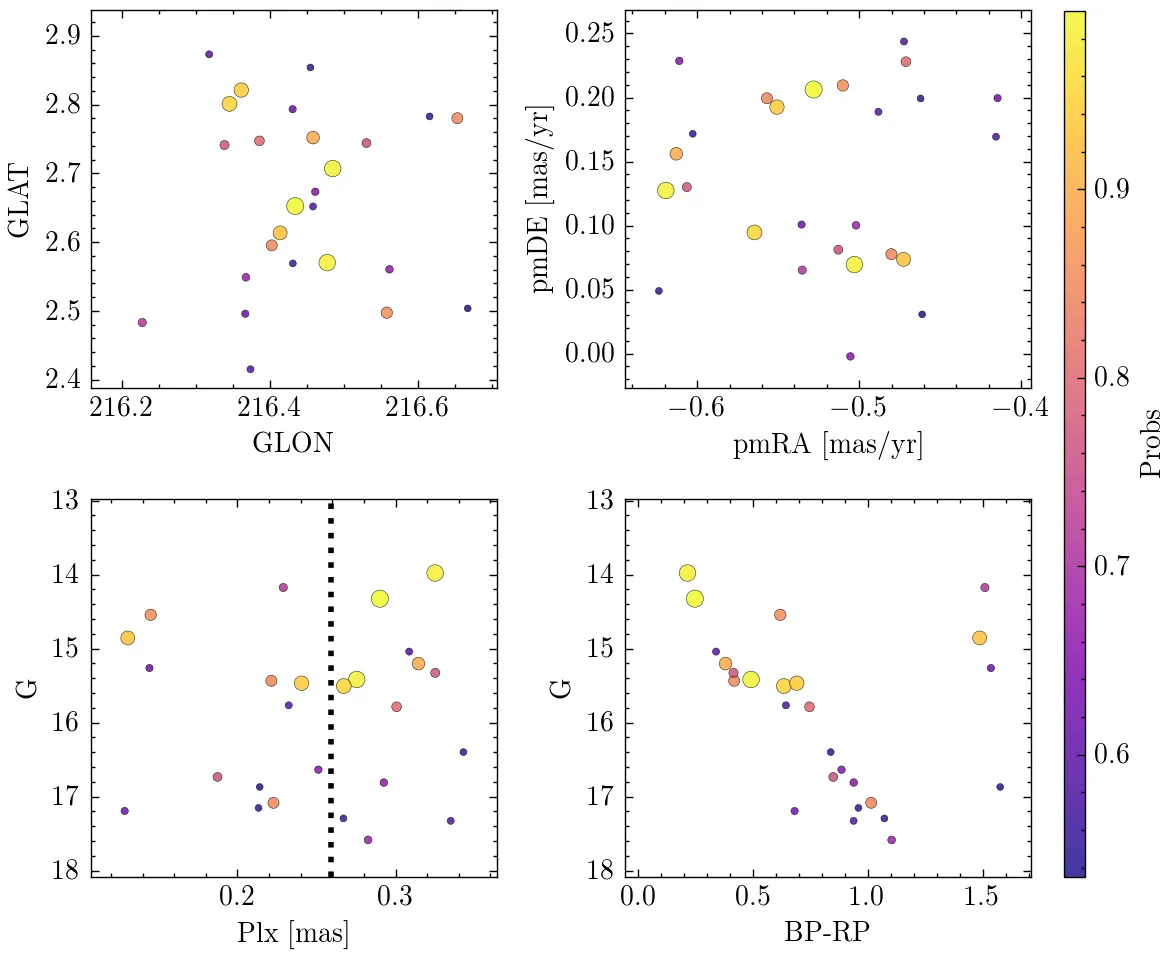 2.9
2.8
2.7
2.6
2.5
2.4
GLAT
216.2 216.4 216.6
GLON
0.25
0.20
0.15
0.10
0.05
0.00
pmDE [mas/yr]
−0.6 −0.5 −0.4
pmRA [mas/yr]
13
14
15
16
17
18
G
0.2 0.3
Plx [mas]
13
14
15
16
17
18
G
0.0 0.5 1.0 1.5
BP-RP
0.9
0.8
0.7
0.6
Probs